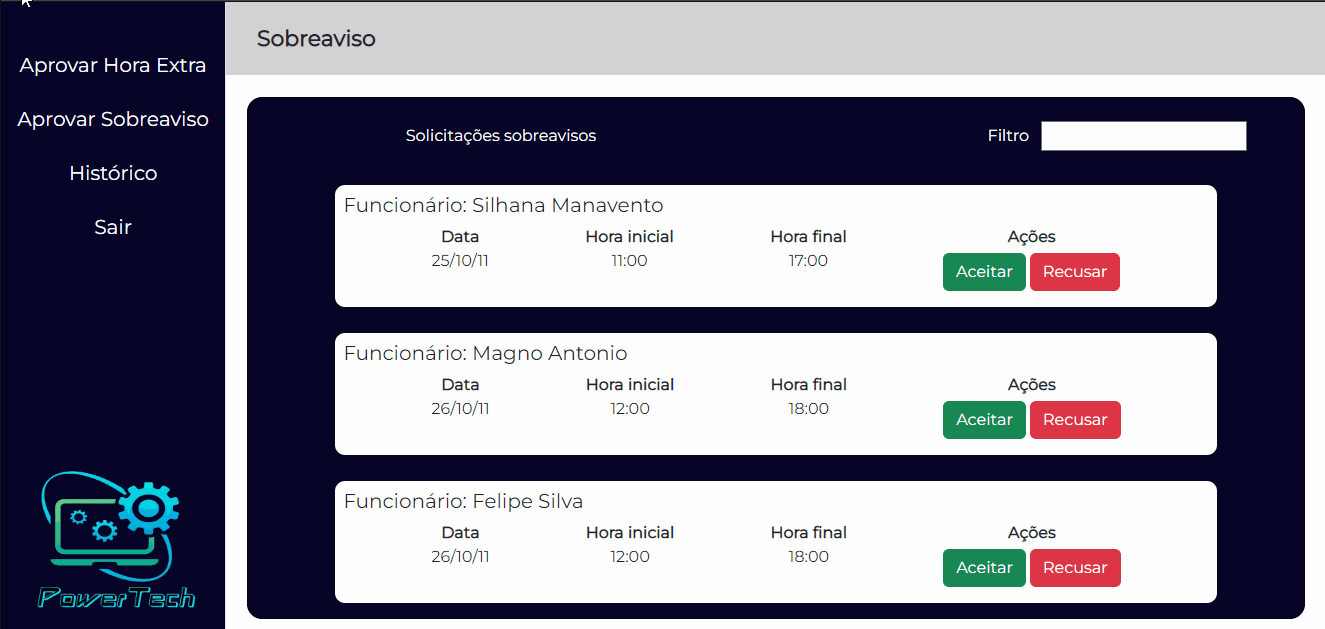 Sobreaviso
Aprovar Hora Extra
Aprovar Sobreaviso
Histórico
Sair
PowerTech
Solicitações sobreavisos Filtro
Funcionário: Silhana Manavento
Data Hora inicial Hora final Ações
25/10/11 11:00 17:00 Aceitar Recusar
Funcionário: Magno Antonio
Data Hora inicial Hora final Ações
26/10/11 12:00 18:00 Aceitar Recusar
Funcionário: Felipe Silva
Data Hora inicial Hora final Ações
26/10/11 12:00 18:00 Aceitar Recusar